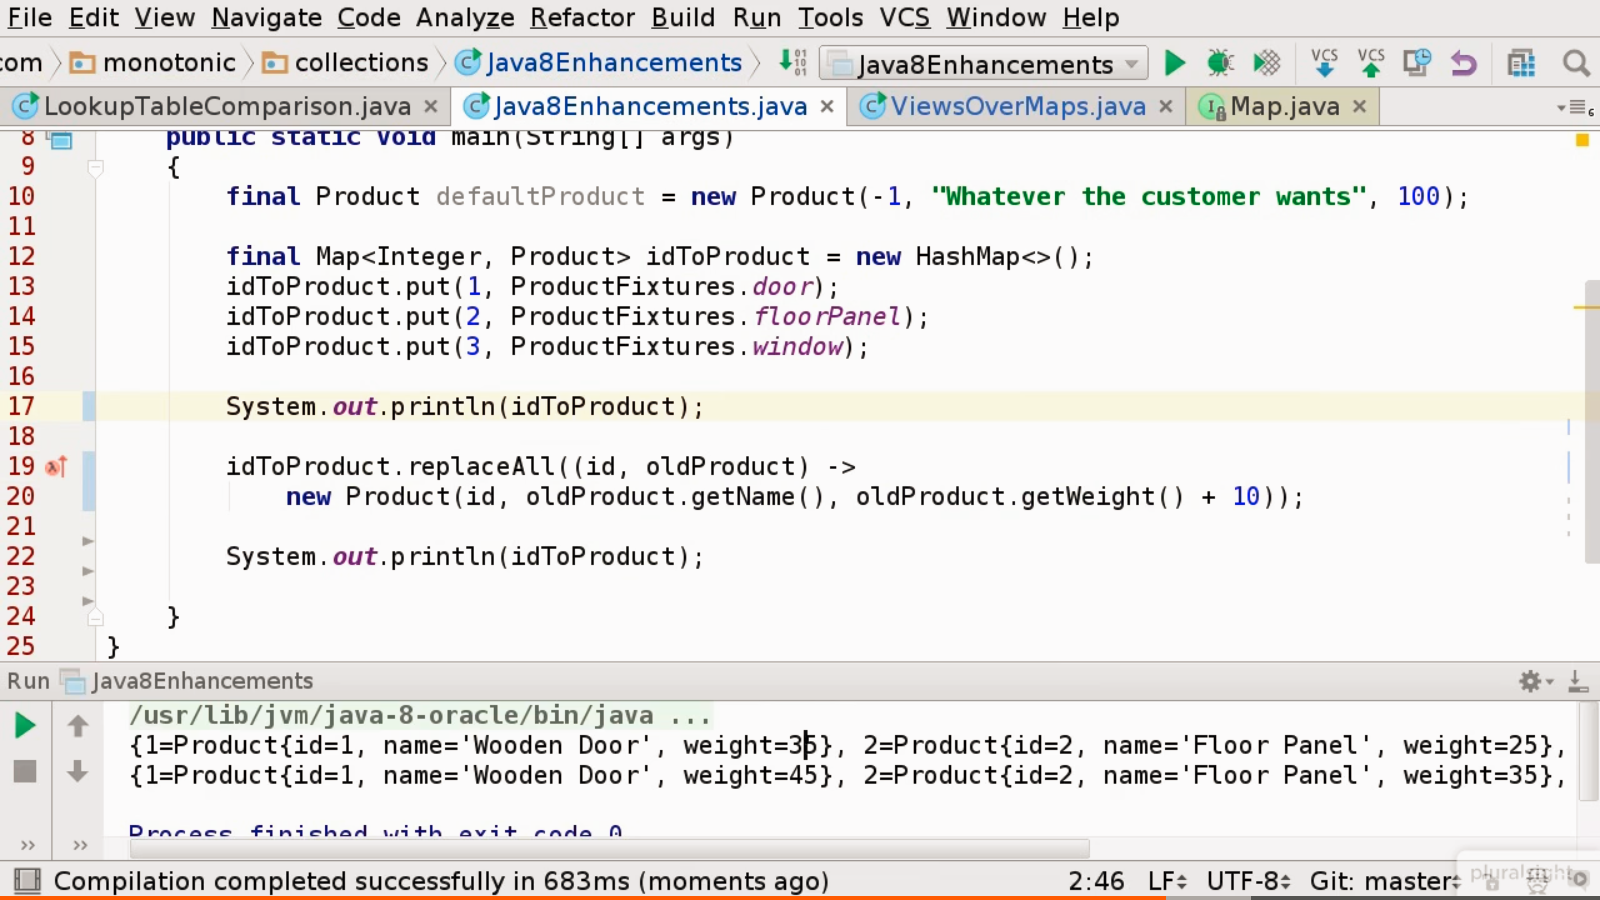 File Edit View Navigate Code Analyze Refactor Build Run Tools VCS Window Help
com monotonic collections Java8Enhancements Java8Enhancements VCS VCS
LookupTableComparison.java Java8Enhancements.java ViewsOverMaps.java Map.java 6
8 public static void main(String[] args)
9 {
10 final Product defaultProduct = new Product(-1, "Whatever the customer wants", 100);
11
12 final Map<Integer, Product> idToProduct = new HashMap<>();
13 idToProduct.put(1, ProductFixtures.door);
14 idToProduct.put(2, ProductFixtures.floorPanel);
15 idToProduct.put(3, ProductFixtures.window);
16
17 System.out.println(idToProduct);
18
19 idToProduct.replaceAll((id, oldProduct) ->
20 new Product(id, oldProduct.getName(), oldProduct.getWeight() + 10));
21
22 System.out.println(idToProduct);
23
24 }
25 }
Run Java8Enhancements
/usr/lib/jvm/java-8-oracle/bin/java ...
{1=Product{id=1, name='Wooden Door', weight=35}, 2=Product{id=2, name='Floor Panel', weight=25},
{1=Product{id=1, name='Wooden Door', weight=45}, 2=Product{id=2, name='Floor Panel', weight=35},
Process finished with exit code 0
Compilation completed successfully in 683ms (moments ago) 2:46 LF UTF-8 Git: master
pluralsight